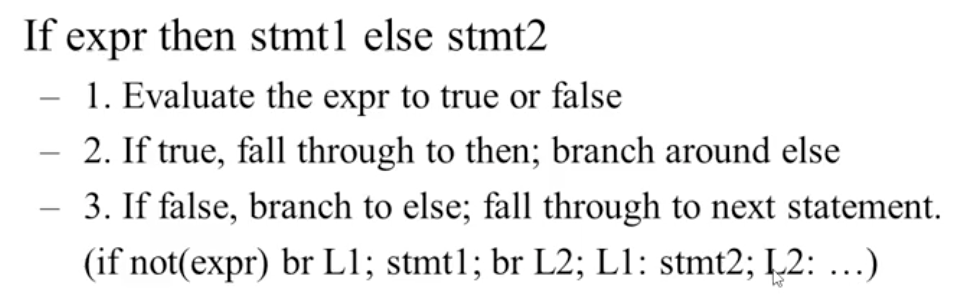 If expr then stmt1 else stmt2
– 1. Evaluate the expr to true or false
– 2. If true, fall through to then; branch around else
– 3. If false, branch to else; fall through to next statement.
(if not(expr) br L1; stmt1; br L2; L1: stmt2; L2: …)